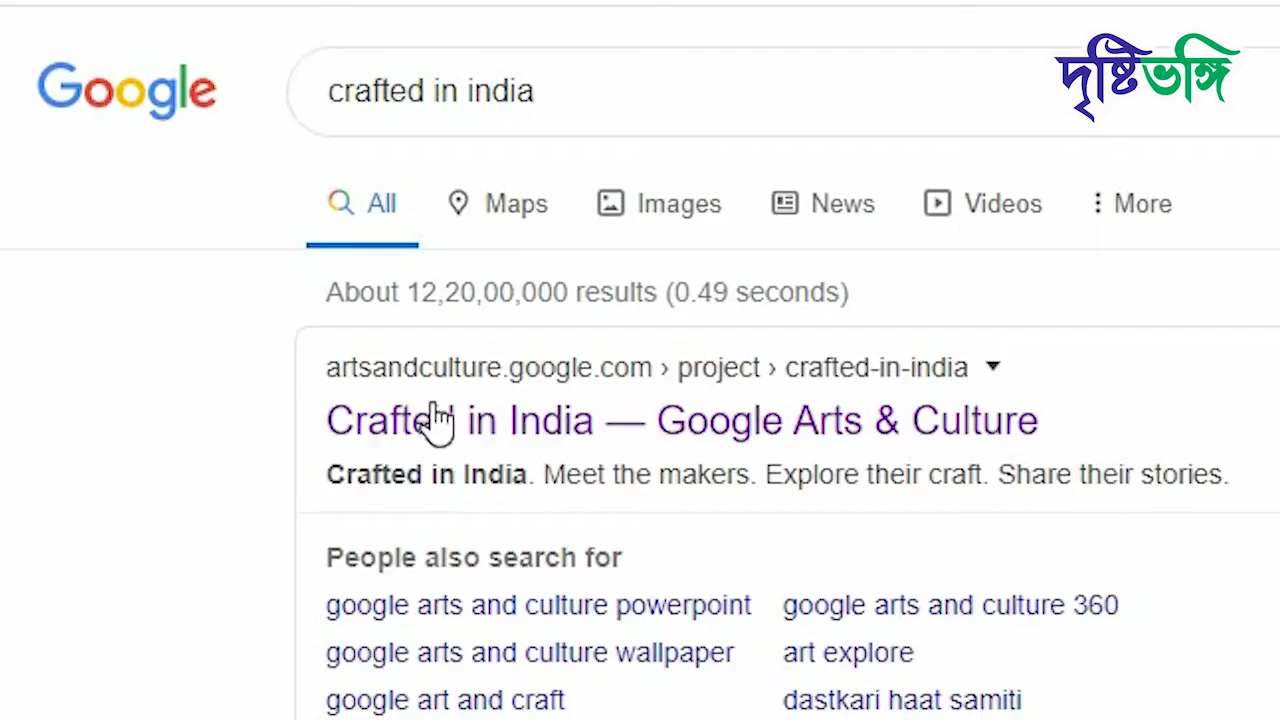 Google
crafted in india
দৃষ্টিভঙ্গি
All Maps Images News Videos More
About 12,20,00,000 results (0.49 seconds)
artsandculture.google.com › project › crafted-in-india
Crafted in India — Google Arts & Culture
Crafted in India. Meet the makers. Explore their craft. Share their stories.
People also search for
google arts and culture powerpoint google arts and culture 360
google arts and culture wallpaper art explore
google art and craft dastkari haat samiti